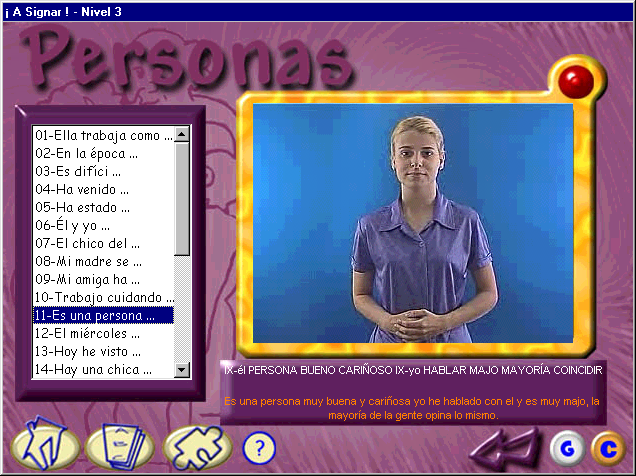 ¡ A Signar ! - Nivel 3
Personas
01-Ella trabaja como ...
02-En la época ...
03-Es difíci ...
04-Ha venido ...
05-Ha estado ...
06-Él y yo ...
07-El chico del ...
08-Mi madre se ...
09-Mi amiga ha ...
10-Trabajo cuidando ...
11-Es una persona ...
12-El miércoles ...
13-Hoy he visto ...
14-Hay una chica ...
IX-él PERSONA BUENO CARIÑOSO IX-yo HABLAR MAJO MAYORÍA COINCIDIR
Es una persona muy buena y cariñosa yo he hablado con el y es muy majo, la
mayoría de la gente opina lo mismo.
? G C